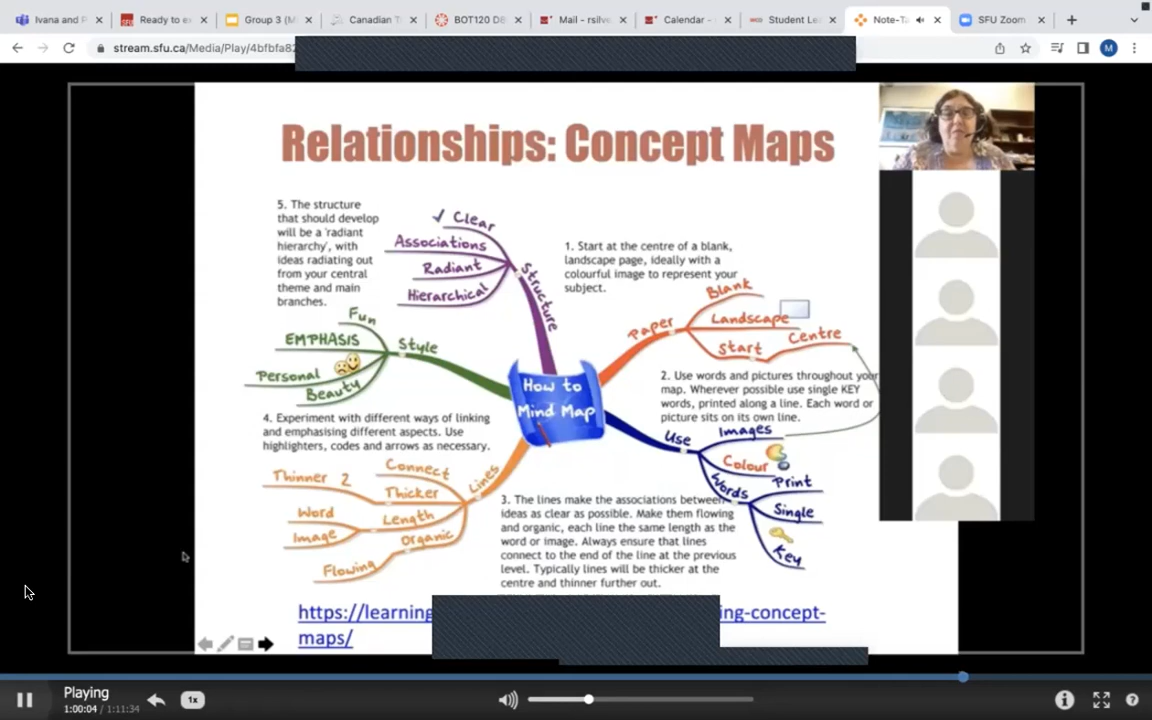 Ivana and P
Ready to ex
Group 3 (M
Canadian T
BOT120 D8
Mail - rsilve
Calendar -
Student Le
Note-Ta
SFU Zoom
stream.sfu.ca/Media/Play/4bfbfa82
M
Relationships: Concept Maps
5. The structure
that should develop
will be a 'radiant
hierarchy', with
ideas radiating out
from your central
theme and main
branches.
✓ Clear
Associations
Radiant
Hierarchical
Structure
1. Start at the centre of a blank,
landscape page, ideally with a
colourful image to represent your
subject.
Paper
Blank
Landscape
Start
Centre
Fun
EMPHASIS
Personal
Beauty
Style
How to
Mind Map
2. Use words and pictures throughout your
map. Wherever possible use single KEY
words, printed along a line. Each word or
picture sits on its own line.
Use
Images
Colour
Words
Print
Single
Key
4. Experiment with different ways of linking
and emphasising different aspects. Use
highlighters, codes and arrows as necessary.
Lines
Connect
Thinner 2
Thicker
Word
Length
Image
Organic
Flowing
3. The lines make the associations between
ideas as clear as possible. Make them flowing
and organic, each line the same length as the
word or image. Always ensure that lines
connect to the end of the line at the previous
level. Typically lines will be thicker at the
centre and thinner further out.
https://learning ing-concept-
maps/
Playing
1:00:04 / 1:11:34
1x